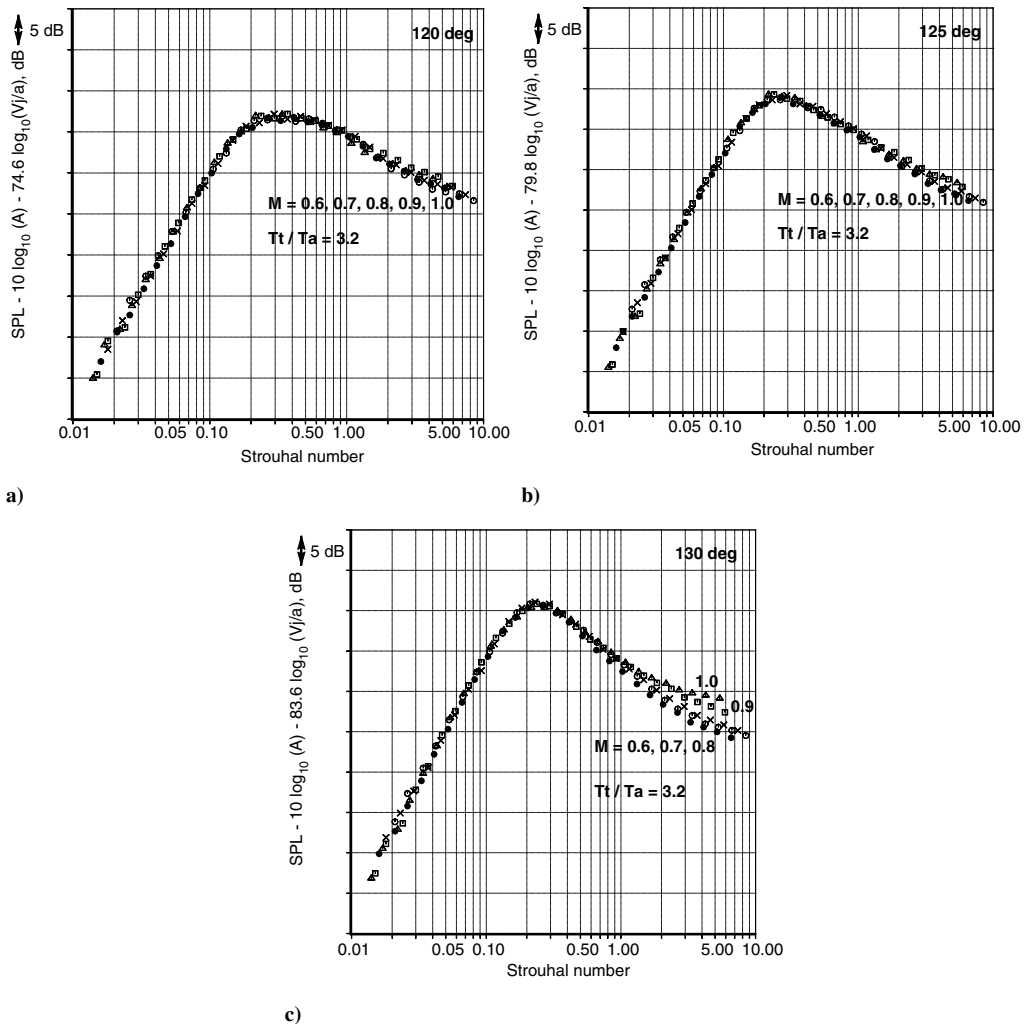 5 dB
120 deg
SPL - 10 log10 (A) - 74.6 log10(Vj/a), dB
M = 0.6, 0.7, 0.8, 0.9, 1.0
Tt / Ta = 3.2
0.01 0.05 0.10 0.50 1.00 5.00 10.00
Strouhal number
a)
5 dB
125 deg
SPL - 10 log10 (A) - 79.8 log10 (Vj/a), dB
M = 0.6, 0.7, 0.8, 0.9, 1.0
Tt / Ta = 3.2
0.01 0.05 0.10 0.50 1.00 5.00 10.00
Strouhal number
b)
5 dB
130 deg
SPL - 10 log10 (A) - 83.6 log10 (Vj/a), dB
1.0
0.9
M = 0.6, 0.7, 0.8
Tt / Ta = 3.2
0.01 0.05 0.10 0.50 1.00 5.00 10.00
Strouhal number
c)